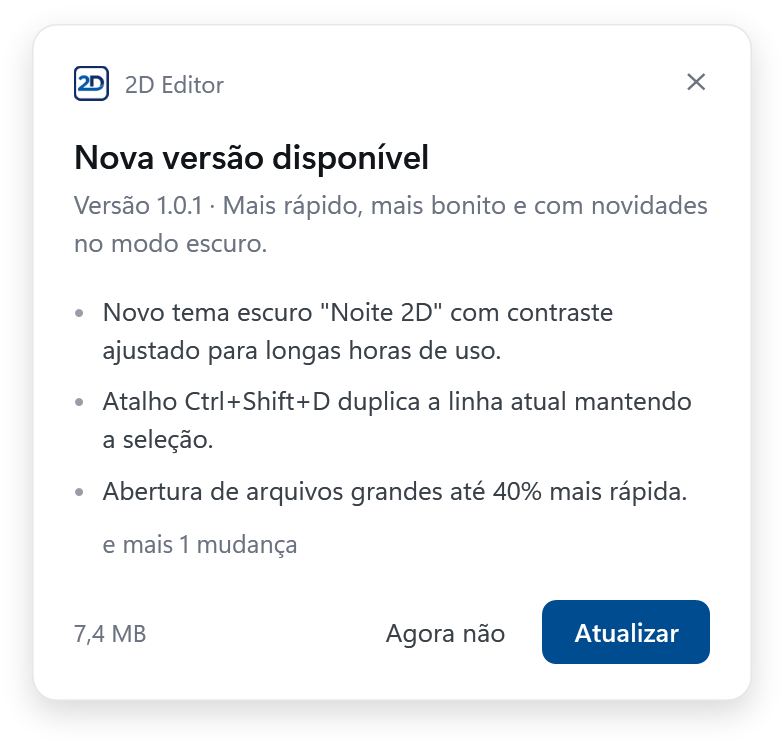 2D 2D Editor
Nova versão disponível
Versão 1.0.1 · Mais rápido, mais bonito e com novidades
no modo escuro.
• Novo tema escuro "Noite 2D" com contraste
ajustado para longas horas de uso.
• Atalho Ctrl+Shift+D duplica a linha atual mantendo
a seleção.
• Abertura de arquivos grandes até 40% mais rápida.
e mais 1 mudança
7,4 MB Agora não Atualizar